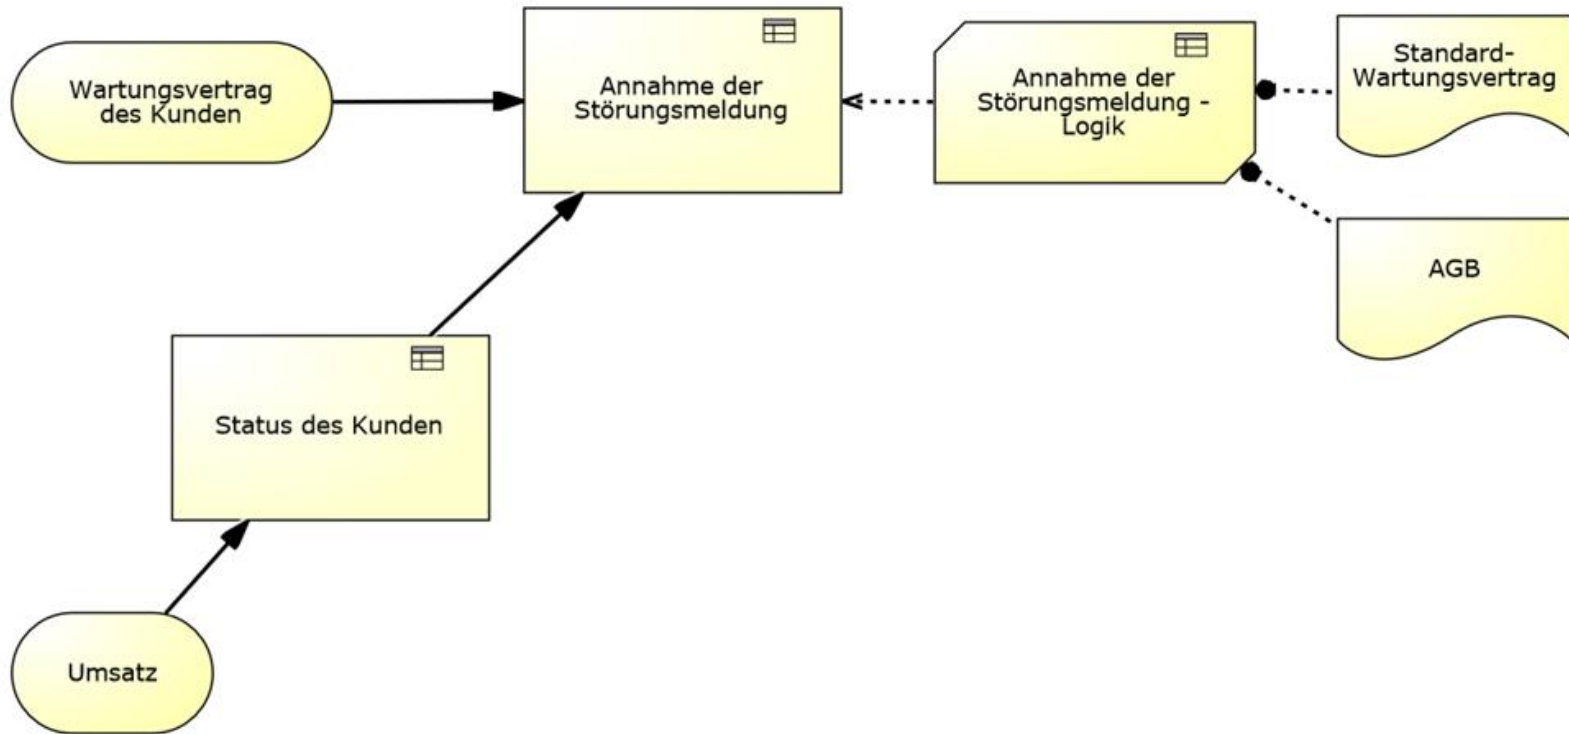 Wartungsvertrag
des Kunden
Annahme der
Störungsmeldung
Annahme der
Störungsmeldung -
Logik
Standard-
Wartungsvertrag
AGB
Status des Kunden
Umsatz